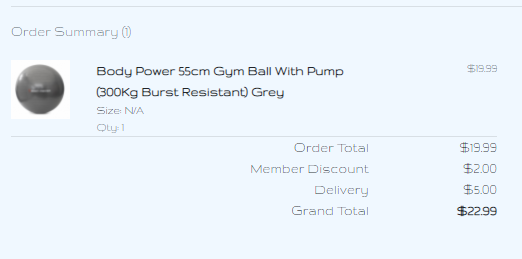 Order Summary (1)
Body Power 55cm Gym Ball With Pump $19.99
(300Kg Burst Resistant) Grey
Size: N/A
Qty: 1
Order Total $19.99
Member Discount $2.00
Delivery $5.00
Grand Total $22.99